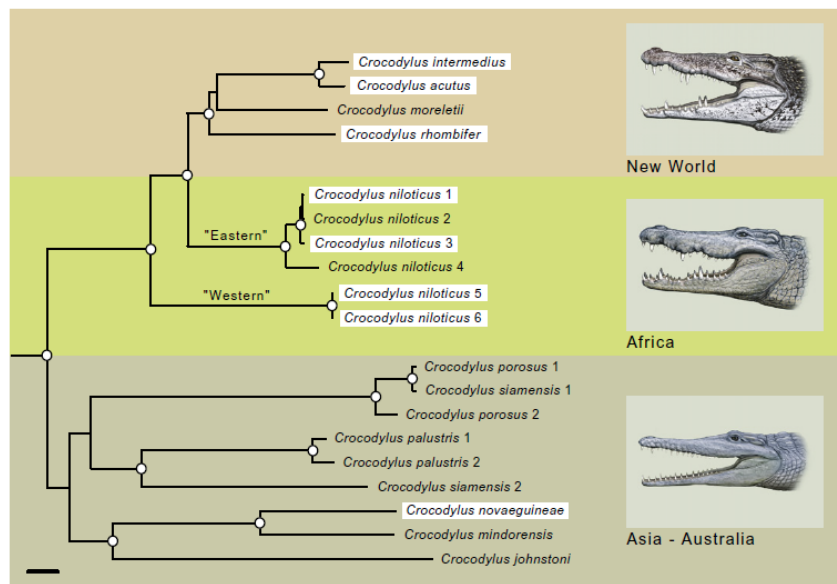 Crocodylus intermedius
Crocodylus acutus
Crocodylus moreletii
Crocodylus rhombifer
New World
Crocodylus niloticus 1
Crocodylus niloticus 2
"Eastern"
Crocodylus niloticus 3
Crocodylus niloticus 4
"Western"
Crocodylus niloticus 5
Crocodylus niloticus 6
Africa
Crocodylus porosus 1
Crocodylus siamensis 1
Crocodylus porosus 2
Crocodylus palustris 1
Crocodylus palustris 2
Crocodylus siamensis 2
Crocodylus novaeguineae
Crocodylus mindorensis
Asia - Australia
Crocodylus johnstoni